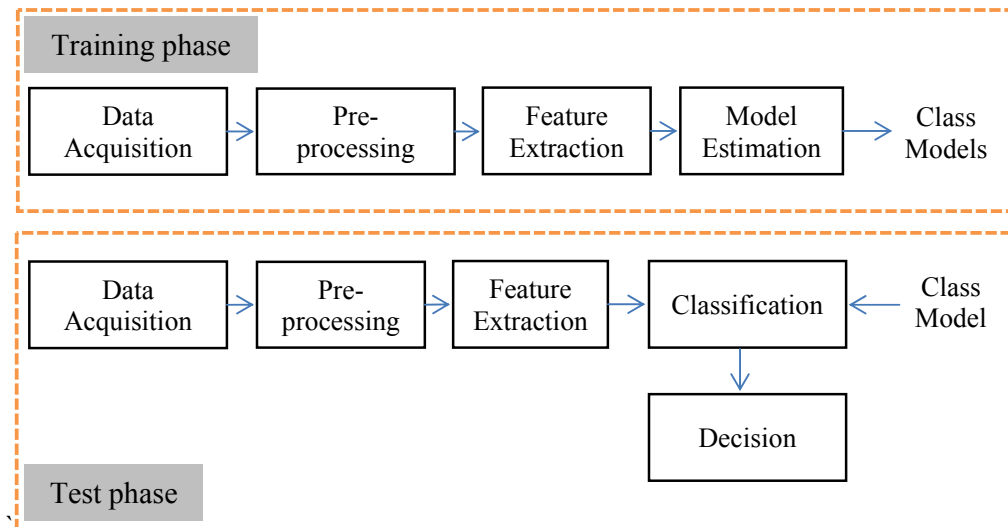 Training phase
Data
Acquisition
Pre-
processing
Feature
Extraction
Model
Estimation
Class
Models
Data
Acquisition
Pre-
processing
Feature
Extraction
Classification
Class
Model
Decision
Test phase
`